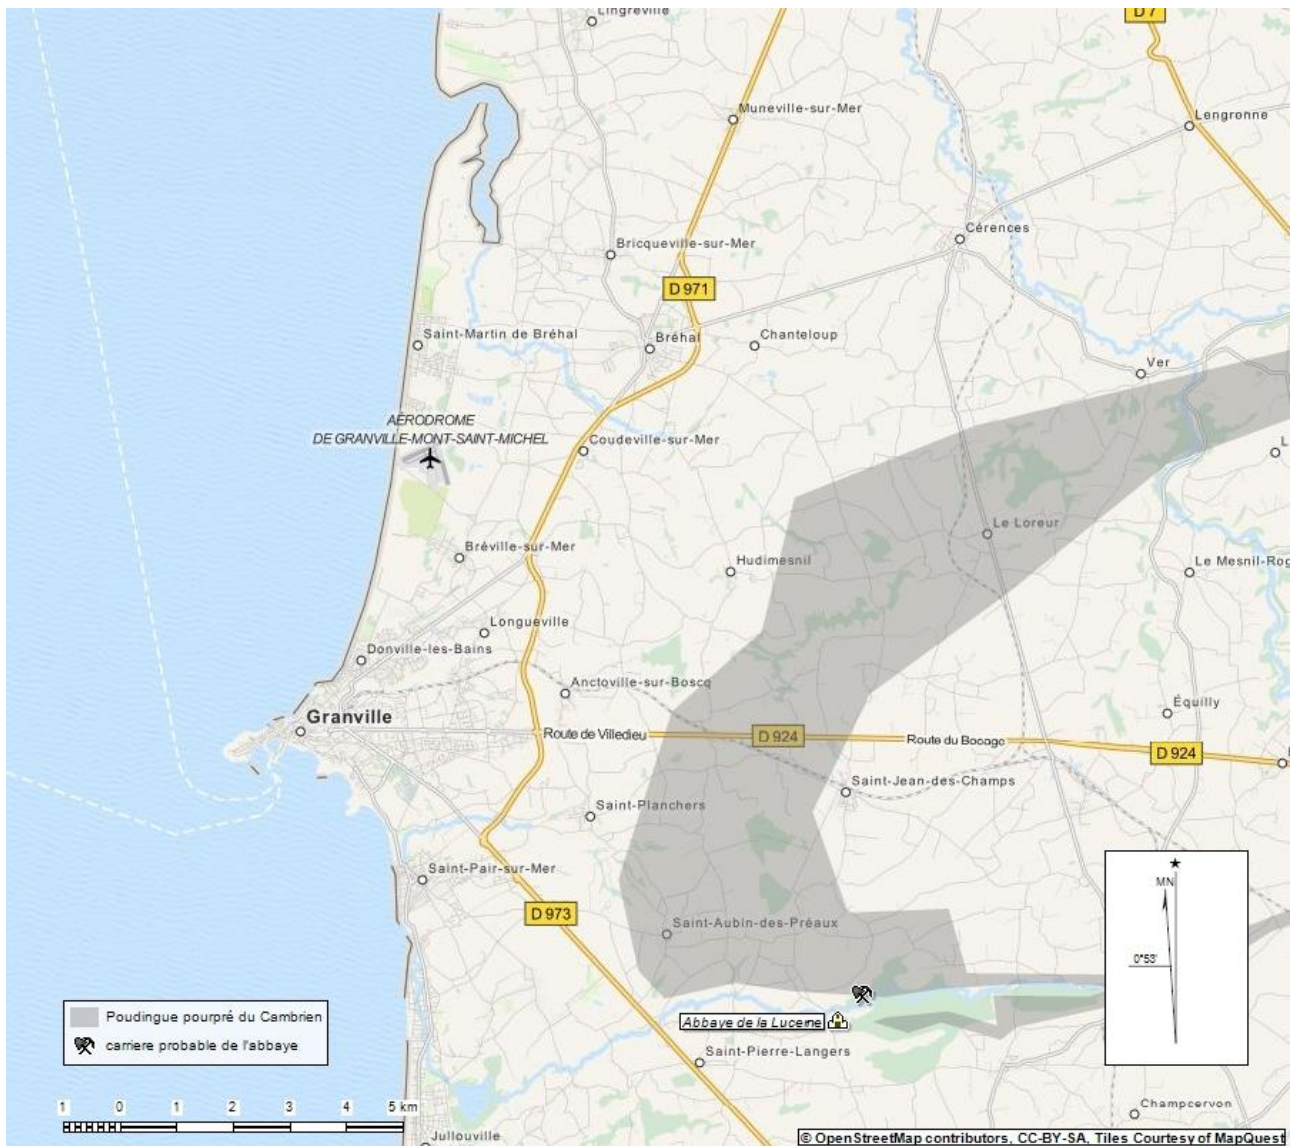 Lingreville
D 7
Muneville-sur-Mer
Lengronne
Cérences
Bricqueville-sur-Mer
D 971
Saint-Martin de Bréhal
Bréhal
Chanteloup
Ver
AÉRODROME
DE GRANVILLE-MONT-SAINT-MICHEL
Coudeville-sur-Mer
L
Le Loreur
Bréville-sur-Mer
Hudimesnil
Le Mesnil-Rog
Longueville
Donville-les-Bains
Anctoville-sur-Boscq
Équilly
Granville
Route de Villedieu
D 924
Route du Bocage
D 924
Saint-Jean-des-Champs
Saint-Planchers
Saint-Pair-sur-Mer
MN
D 973
Saint-Aubin-des-Préaux
0°53'
Poudingue pourpré du Cambrien
Abbaye de la Lucerne
carriere probable de l'abbaye
Saint-Pierre-Langers
1 0 1 2 3 4 5 km
Champcervon
Jullouville
© OpenStreetMap contributors, CC-BY-SA, Tiles Courtesy of MapQuest